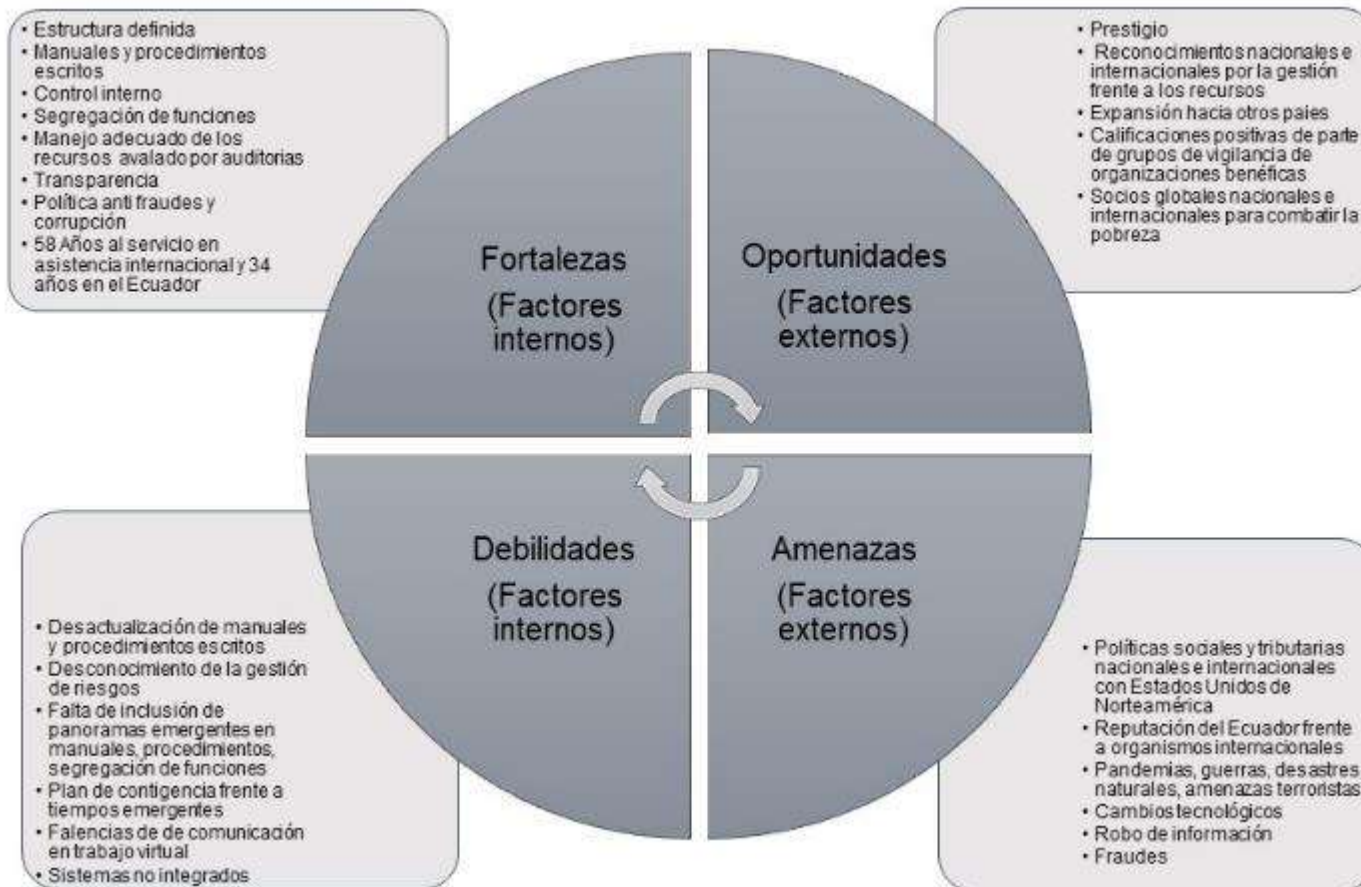 • Estructura definida
• Manuales y procedimientos
escritos
• Control interno
• Segregación de funciones
• Manejo adecuado de los
recursos avalado por auditorias
• Transparencia
• Política anti fraudes y
corrupción
• 58 Años al servicio en
asistencia internacional y 34
años en el Ecuador
• Prestigio
• Reconocimientos nacionales e
internacionales por la gestión
frente a los recursos
• Expansión hacia otros paies
• Calificaciones positivas de parte
de grupos de vigilancia de
organizaciones benéficas
• Socios globales nacionales e
internacionales para combatir la
pobreza
Fortalezas
(Factores
internos)
Oportunidades
(Factores
externos)
Debilidades
(Factores
internos)
Amenazas
(Factores
externos)
• Desactualización de manuales
y procedimientos escritos
• Desconocimiento de la gestión
de riesgos
• Falta de inclusión de
panoramas emergentes en
manuales, procedimientos,
segregación de funciones
• Plan de contigencia frente a
tiempos emergentes
• Falencias de de comunicación
en trabajo virtual
• Sistemas no integrados
• Políticas sociales y tributarias
nacionales e internacionales
con Estados Unidos de
Norteamérica
• Reputación del Ecuador frente
a organismos internacionales
• Pandemias, guerras, desastres
naturales, amenazas terroristas
• Cambios tecnológicos
• Robo de información
• Fraudes